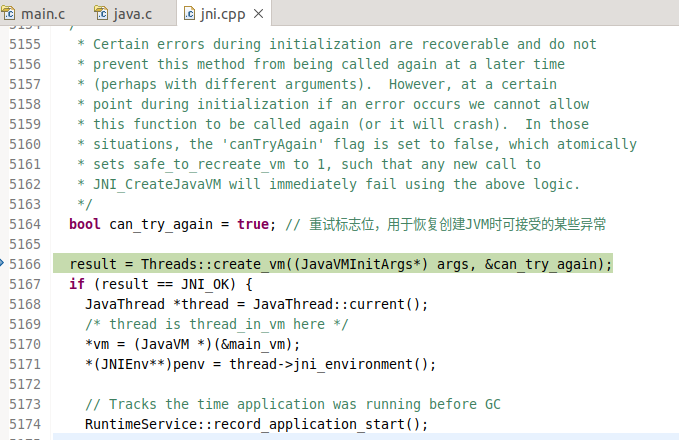 main.c java.c jni.cpp
5155 * Certain errors during initialization are recoverable and do not
5156 * prevent this method from being called again at a later time
5157 * (perhaps with different arguments).  However, at a certain
5158 * point during initialization if an error occurs we cannot allow
5159 * this function to be called again (or it will crash).  In those
5160 * situations, the 'canTryAgain' flag is set to false, which atomically
5161 * sets safe_to_recreate_vm to 1, such that any new call to
5162 * JNI_CreateJavaVM will immediately fail using the above logic.
5163 */
5164 bool can_try_again = true; // 重试标志位，用于恢复创建JVM时可接受的某些异常
5165
5166 result = Threads::create_vm((JavaVMInitArgs*) args, &can_try_again);
5167 if (result == JNI_OK) {
5168 JavaThread *thread = JavaThread::current();
5169 /* thread is thread_in_vm here */
5170 *vm = (JavaVM *)(&main_vm);
5171 *(JNIEnv**)penv = thread->jni_environment();
5172
5173 // Tracks the time application was running before GC
5174 RuntimeService::record_application_start();